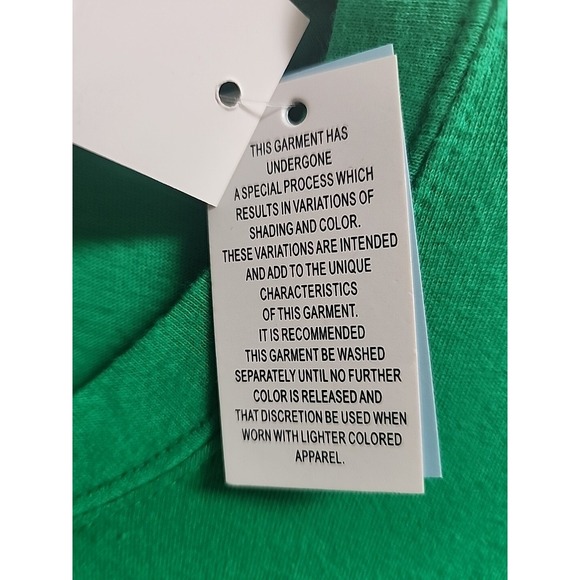 THIS GARMENT HAS
UNDERGONE
A SPECIAL PROCESS WHICH
RESULTS IN VARIATIONS OF
SHADING AND COLOR.
THESE VARIATIONS ARE INTENDED
AND ADD TO THE UNIQUE
CHARACTERISTICS
OF THIS GARMENT.
IT IS RECOMMENDED
THIS GARMENT BE WASHED
SEPARATELY UNTIL NO FURTHER
COLOR IS RELEASED AND
THAT DISCRETION BE USED WHEN
WORN WITH LIGHTER COLORED
APPAREL.